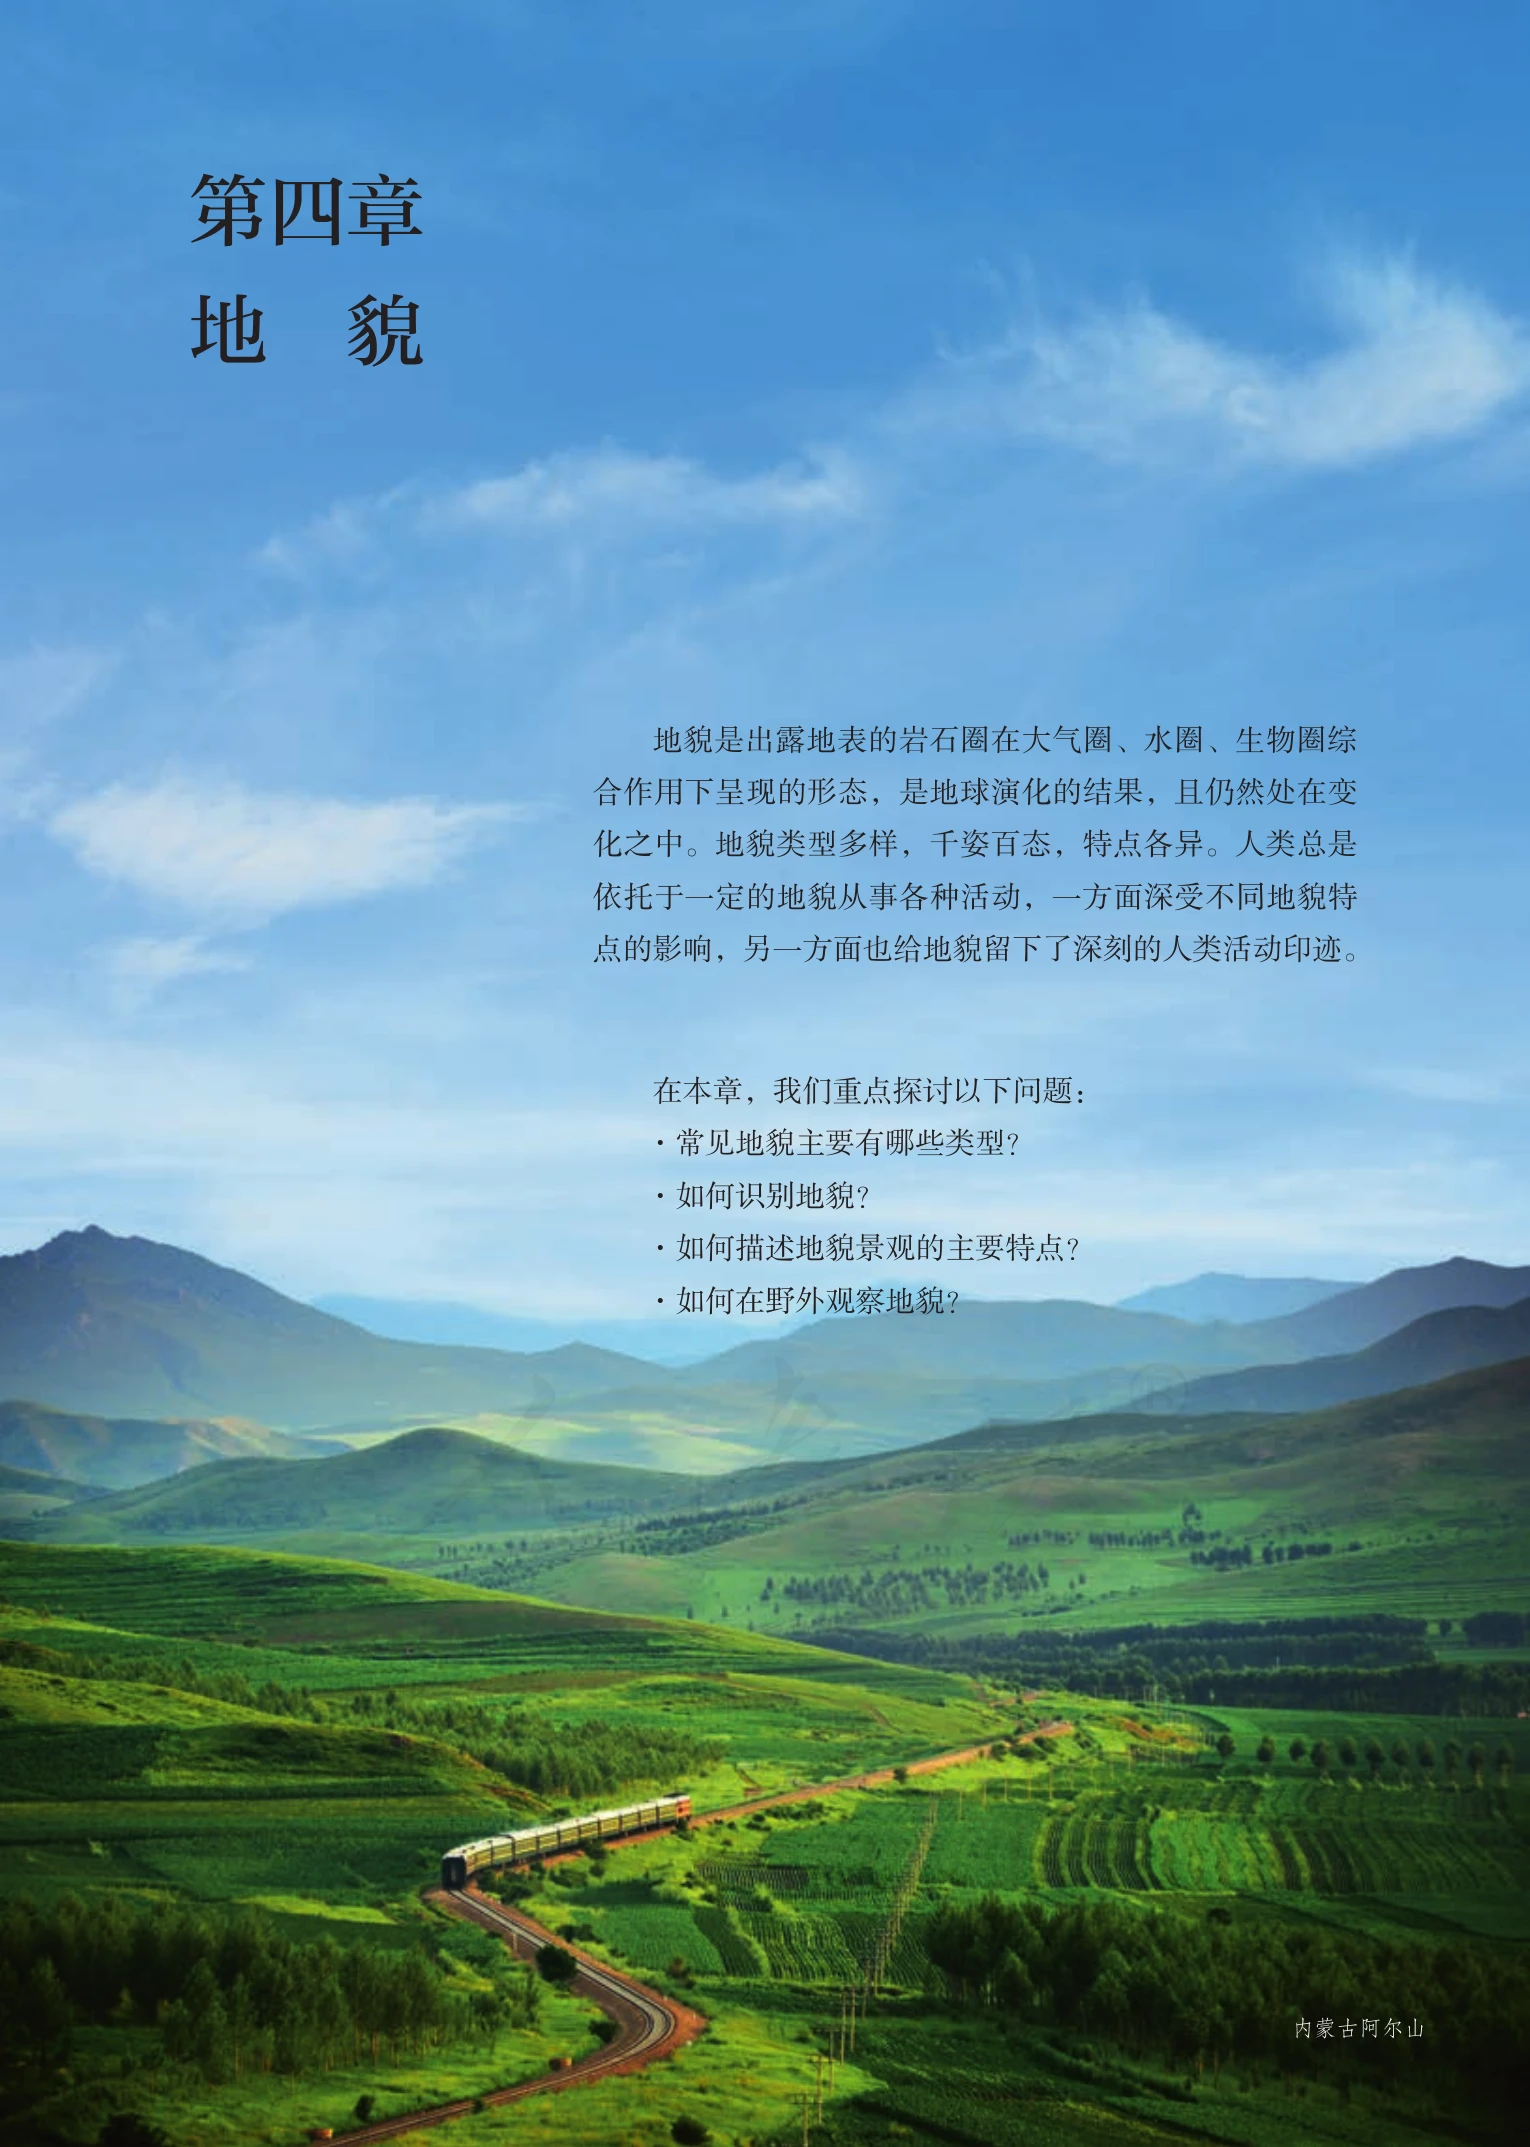 第四章
地 貌
地貌是出露地表的岩石圈在大气圈、水圈、生物圈综
合作用下呈现的形态，是地球演化的结果，且仍然处在变
化之中。地貌类型多样，千姿百态，特点各异。人类总是
依托于一定的地貌从事各种活动，一方面深受不同地貌特
点的影响，另一方面也给地貌留下了深刻的人类活动印迹。
在本章，我们重点探讨以下问题：
·常见地貌主要有哪些类型？
·如何识别地貌？
·如何描述地貌景观的主要特点？
·如何在野外观察地貌？
内蒙古阿尔山